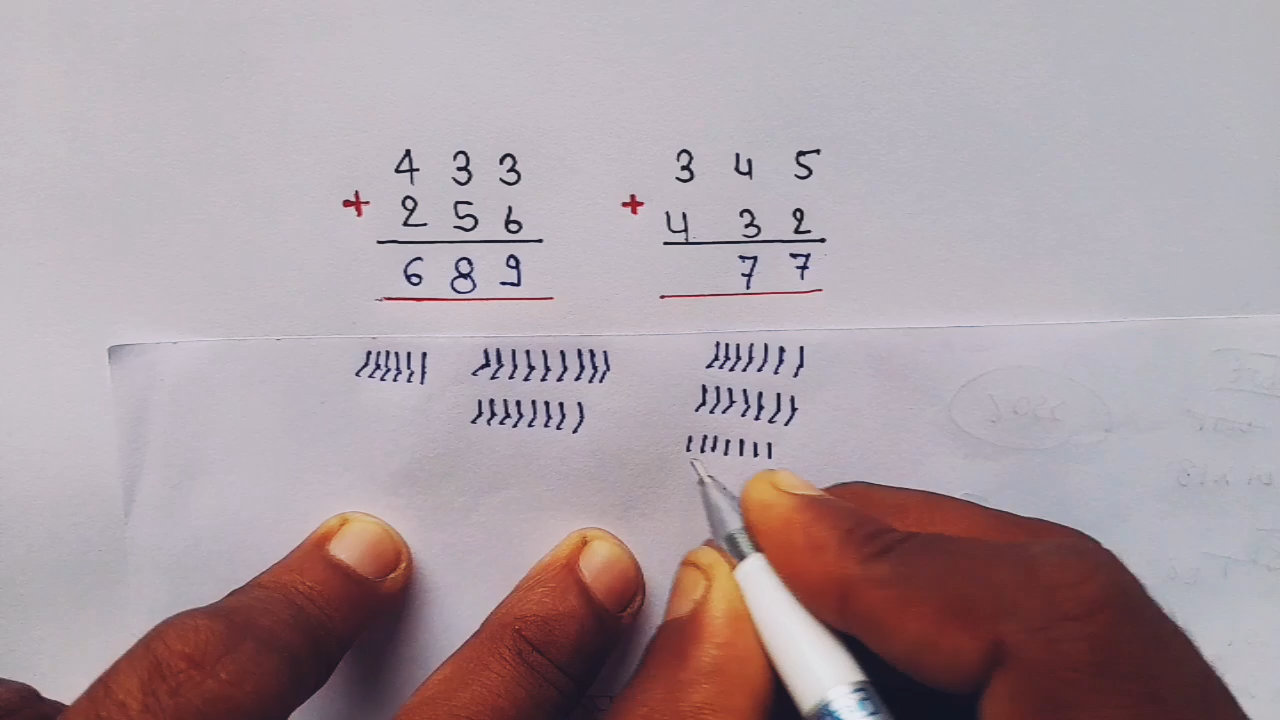 4 3 3
+ 2 5 6
6 8 9
3 4 5
+ 4 3 2
7 7